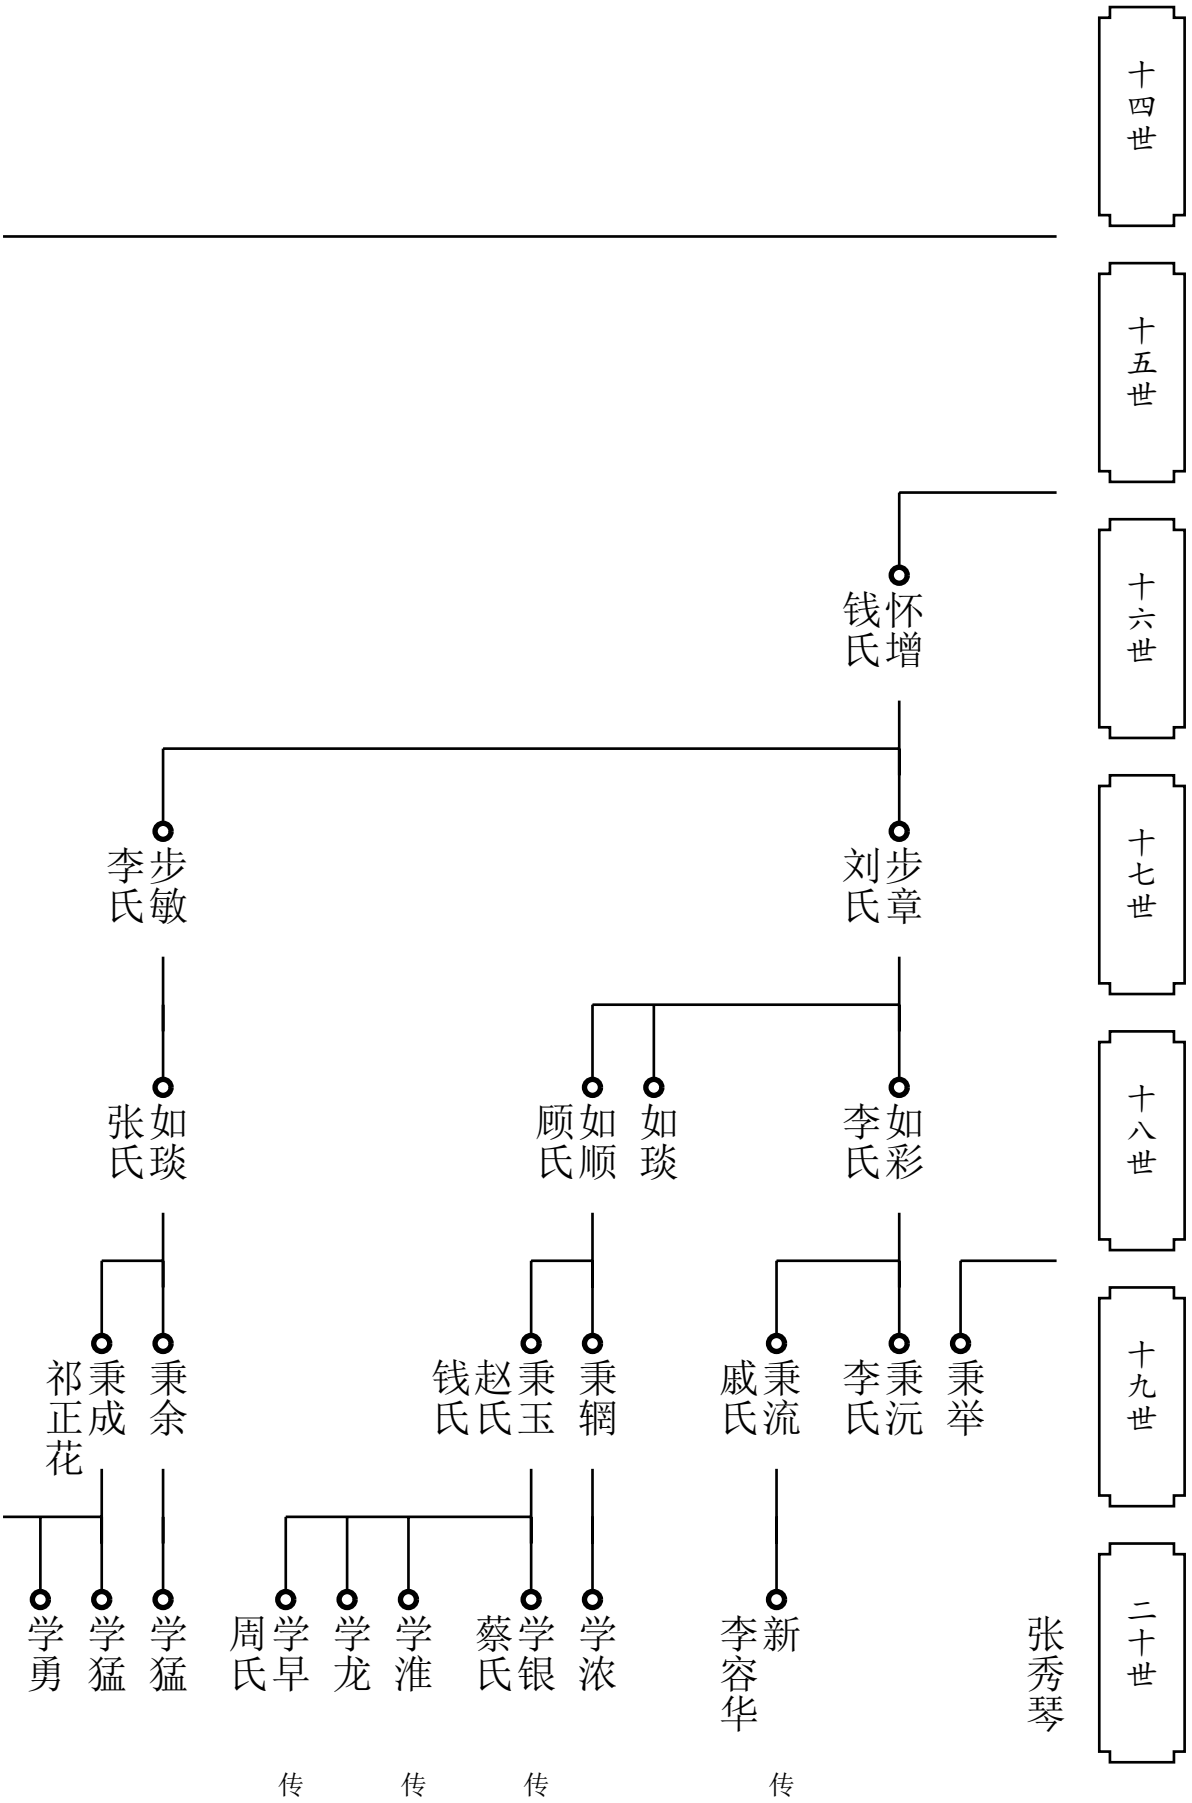 十四世
十五世
十六世
怀增
钱氏
十七世
步章
刘氏
步敏
李氏
十八世
如彩
李氏
如琰
如顺
顾氏
如琰
张氏
十九世
秉举
秉沅
李氏
秉流
戚氏
秉辋
秉玉
赵氏
钱氏
秉余
秉成
祁正花
二十世
张秀琴
新
李容华
学浓
学银
蔡氏
学淮
学龙
学早
周氏
学猛
学猛
学勇
传
传
传
传